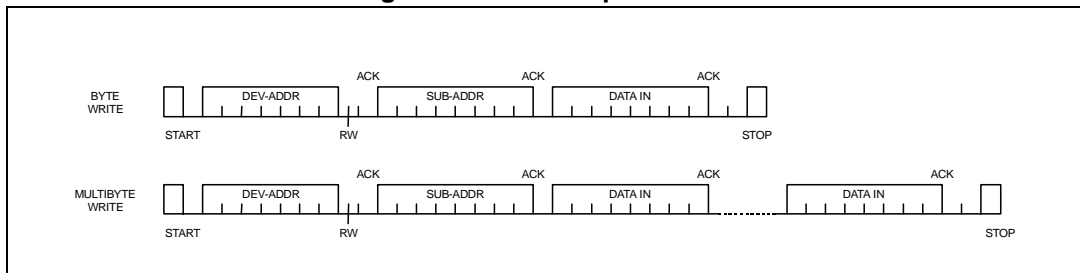 ACK ACK ACK
BYTE
WRITE
DEV-ADDR SUB-ADDR DATA IN
START RW STOP
ACK ACK ACK ACK
MULTIBYTE
WRITE
DEV-ADDR SUB-ADDR DATA IN DATA IN
START RW STOP